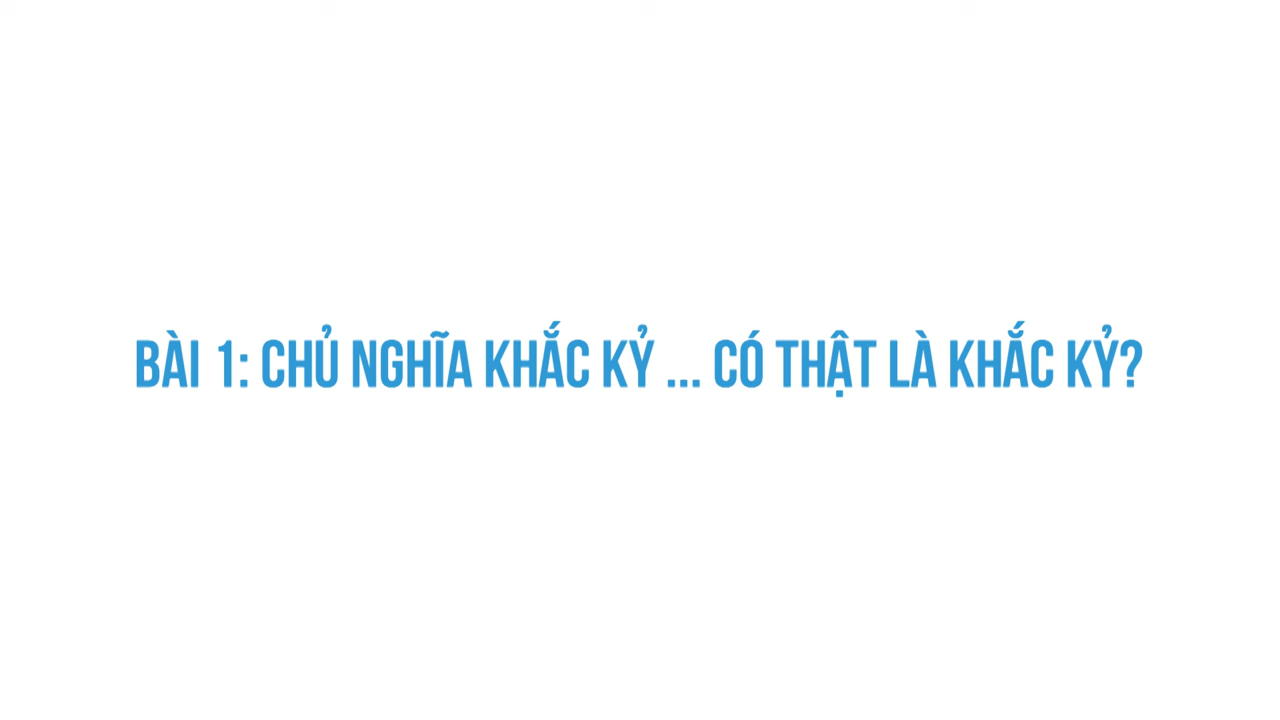 BÀI 1: CHỦ NGHĨA KHẮC KỶ ... CÓ THẬT LÀ KHẮC KỶ?